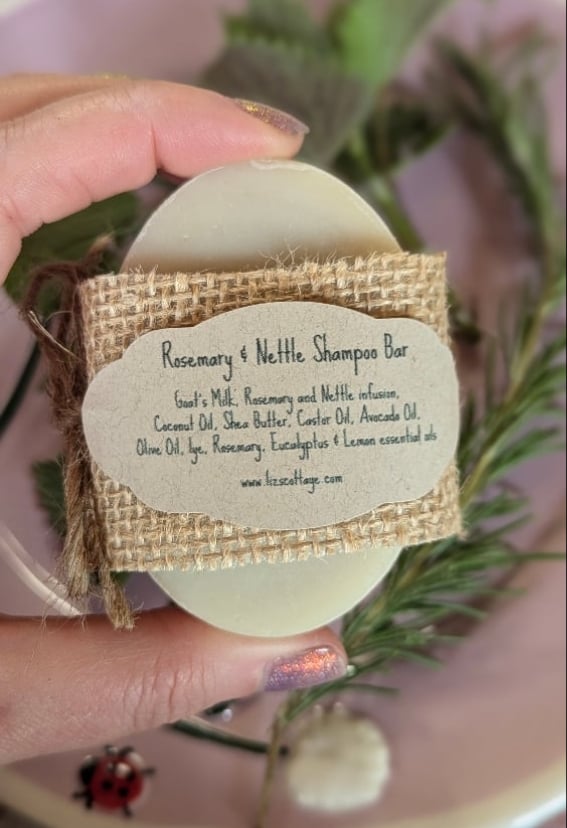 Rosemary & Nettle Shampoo Bar
Goat's Milk, Rosemary and Nettle infusion,
Coconut Oil, Shea Butter, Castor Oil, Avocado Oil,
Olive Oil, lye, Rosemary, Eucalyptus & Lemon essential oils
www.lizscottage.com